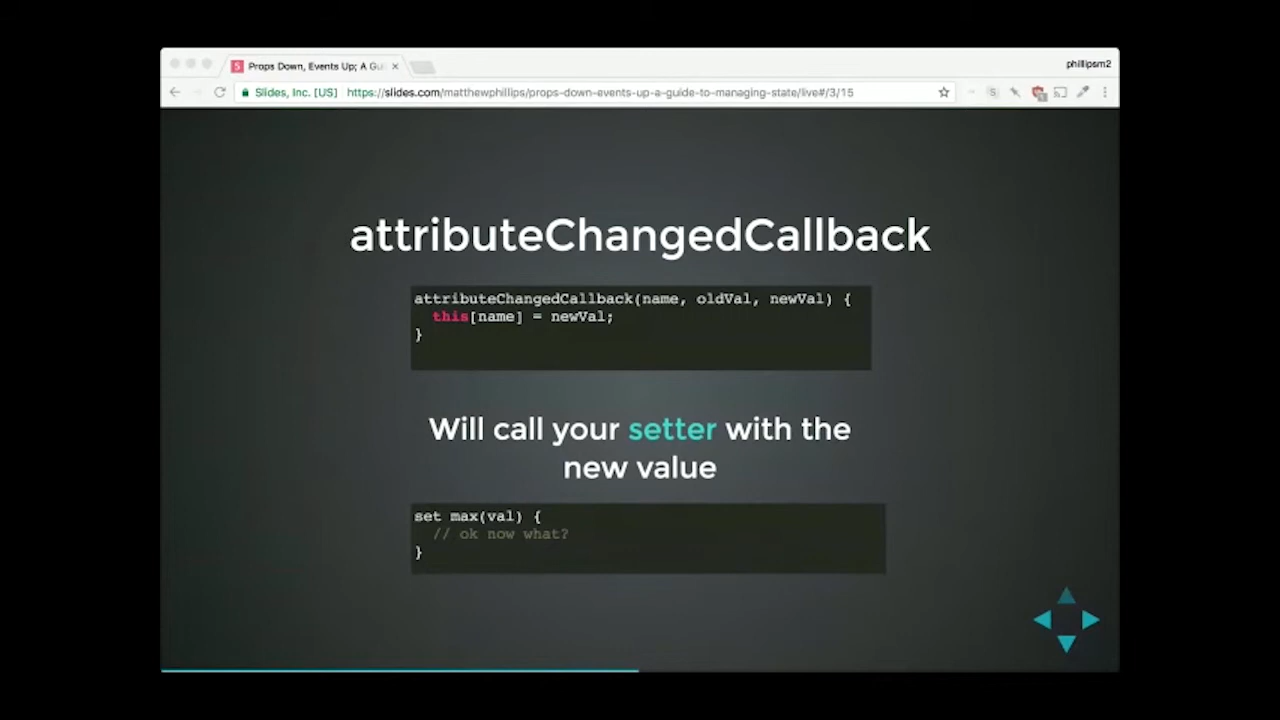 Props Down, Events Up; A Gui
phillipsm2
Slides, Inc. [US] https://slides.com/matthewphillips/props-down-events-up-a-guide-to-managing-state/live#/3/15
attributeChangedCallback
attributeChangedCallback(name, oldVal, newVal) {
this[name] = newVal;
}
Will call your setter with the
new value
set max(val) {
// ok now what?
}